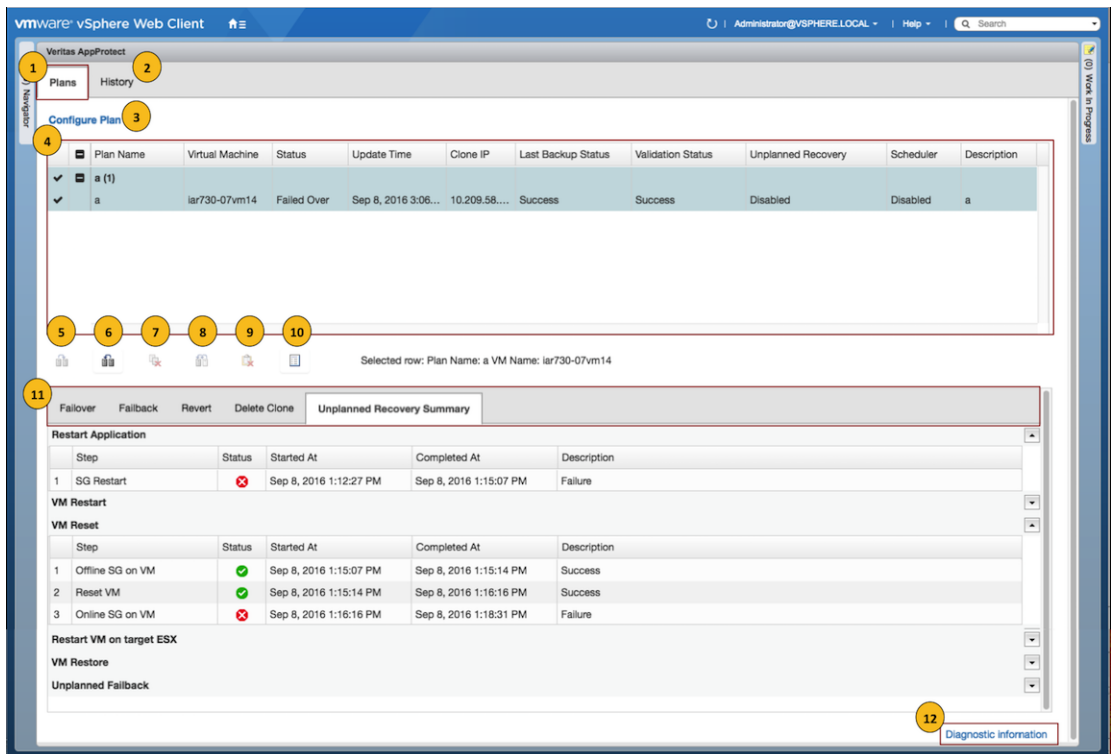 vmware® vSphere Web Client
Administrator@VSPHERE.LOCAL
Help
Search
Veritas AppProtect
1
2
Plans
History
Navigator
(0) Work In Progress
Configure Plan
3
4
Plan Name Virtual Machine Status Update Time Clone IP Last Backup Status Validation Status Unplanned Recovery Scheduler Description
a (1)
a iar730-07vm14 Failed Over Sep 8, 2016 3:06... 10.209.58.... Success Success Disabled Disabled a
5 6 7 8 9 10
Selected row: Plan Name: a VM Name: iar730-07vm14
11
Failover Failback Revert Delete Clone Unplanned Recovery Summary
Restart Application
Step Status Started At Completed At Description
1 SG Restart Sep 8, 2016 1:12:27 PM Sep 8, 2016 1:15:07 PM Failure
VM Restart
VM Reset
Step Status Started At Completed At Description
1 Offline SG on VM Sep 8, 2016 1:15:07 PM Sep 8, 2016 1:15:14 PM Success
2 Reset VM Sep 8, 2016 1:15:14 PM Sep 8, 2016 1:16:16 PM Success
3 Online SG on VM Sep 8, 2016 1:16:16 PM Sep 8, 2016 1:18:31 PM Failure
Restart VM on target ESX
VM Restore
Unplanned Failback
12
Diagnostic information